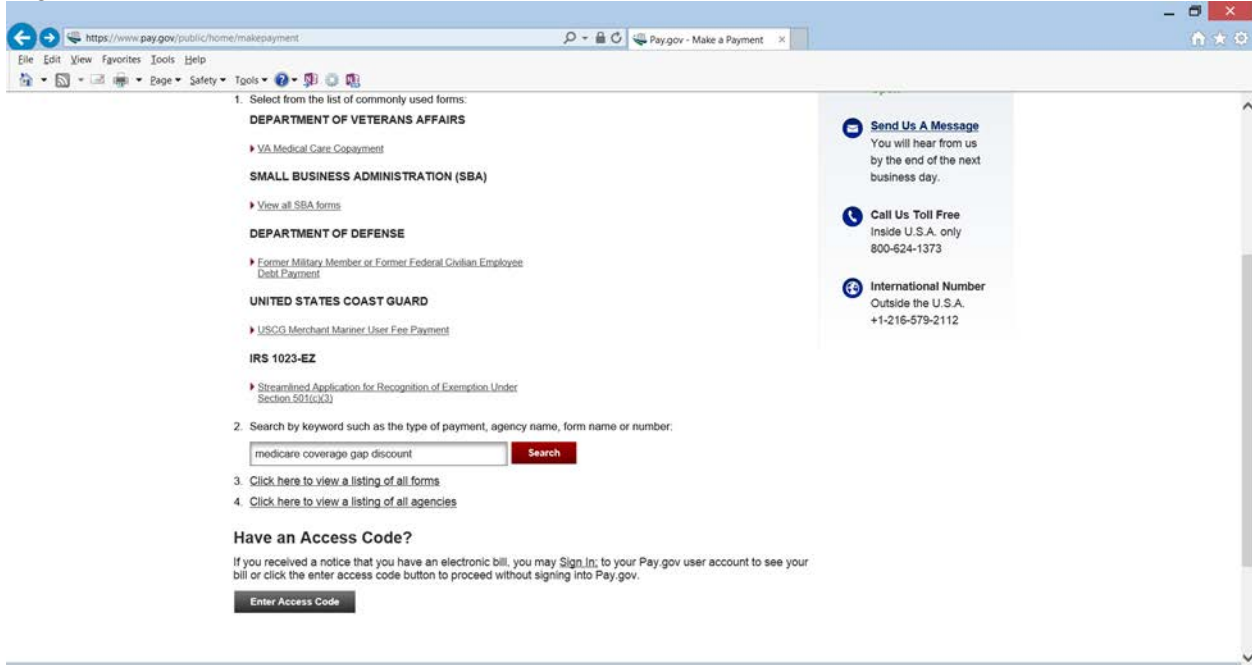 https://www.pay.gov/public/home/makepayment
Pay.gov - Make a Payment
File Edit View Favorites Tools Help
Page Safety Tools
1. Select from the list of commonly used forms:
DEPARTMENT OF VETERANS AFFAIRS
VA Medical Care Copayment
SMALL BUSINESS ADMINISTRATION (SBA)
View all SBA forms
DEPARTMENT OF DEFENSE
Former Military Member or Former Federal Civilian Employee
Debt Payment
UNITED STATES COAST GUARD
USCG Merchant Mariner User Fee Payment
IRS 1023-EZ
Streamlined Application for Recognition of Exemption Under
Section 501(c)(3)
2. Search by keyword such as the type of payment, agency name, form name or number:
medicare coverage gap discount
Search
3. Click here to view a listing of all forms
4. Click here to view a listing of all agencies
Have an Access Code?
If you received a notice that you have an electronic bill, you may Sign In; to your Pay.gov user account to see your
bill or click the enter access code button to proceed without signing into Pay.gov.
Enter Access Code
Send Us A Message
You will hear from us
by the end of the next
business day.
Call Us Toll Free
Inside U.S.A. only
800-624-1373
International Number
Outside the U.S.A.
+1-216-579-2112